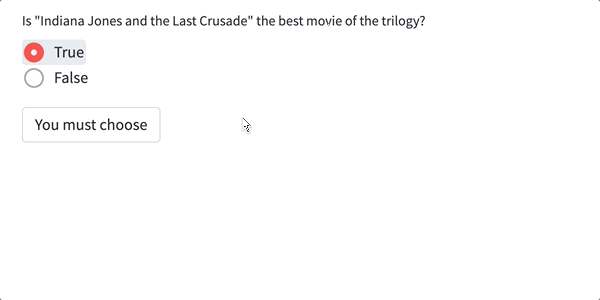 Is "Indiana Jones and the Last Crusade" the best movie of the trilogy?
True
False
You must choose